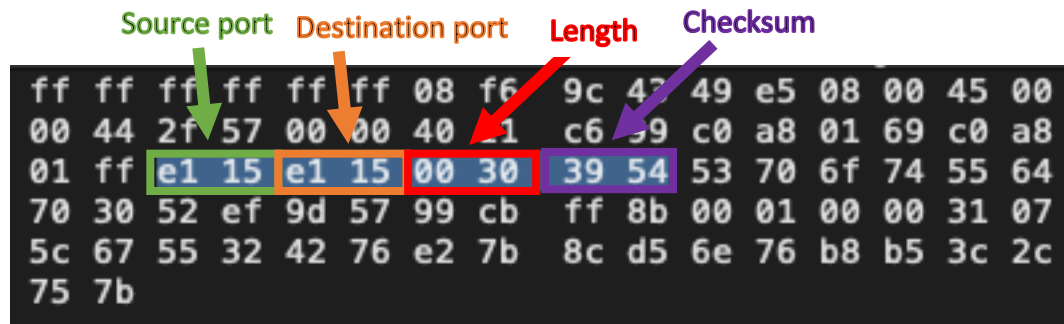 Source port Destination port Length Checksum
ff ff ff ff ff ff 08 f6 9c 43 49 e5 08 00 45 00
00 44 2f 57 00 00 40 11 c6 99 c0 a8 01 69 c0 a8
01 ff e1 15 e1 15 00 30 39 54 53 70 6f 74 55 64
70 30 52 ef 9d 57 99 cb ff 8b 00 01 00 00 31 07
5c 67 55 32 42 76 e2 7b 8c d5 6e 76 b8 b5 3c 2c
75 7b